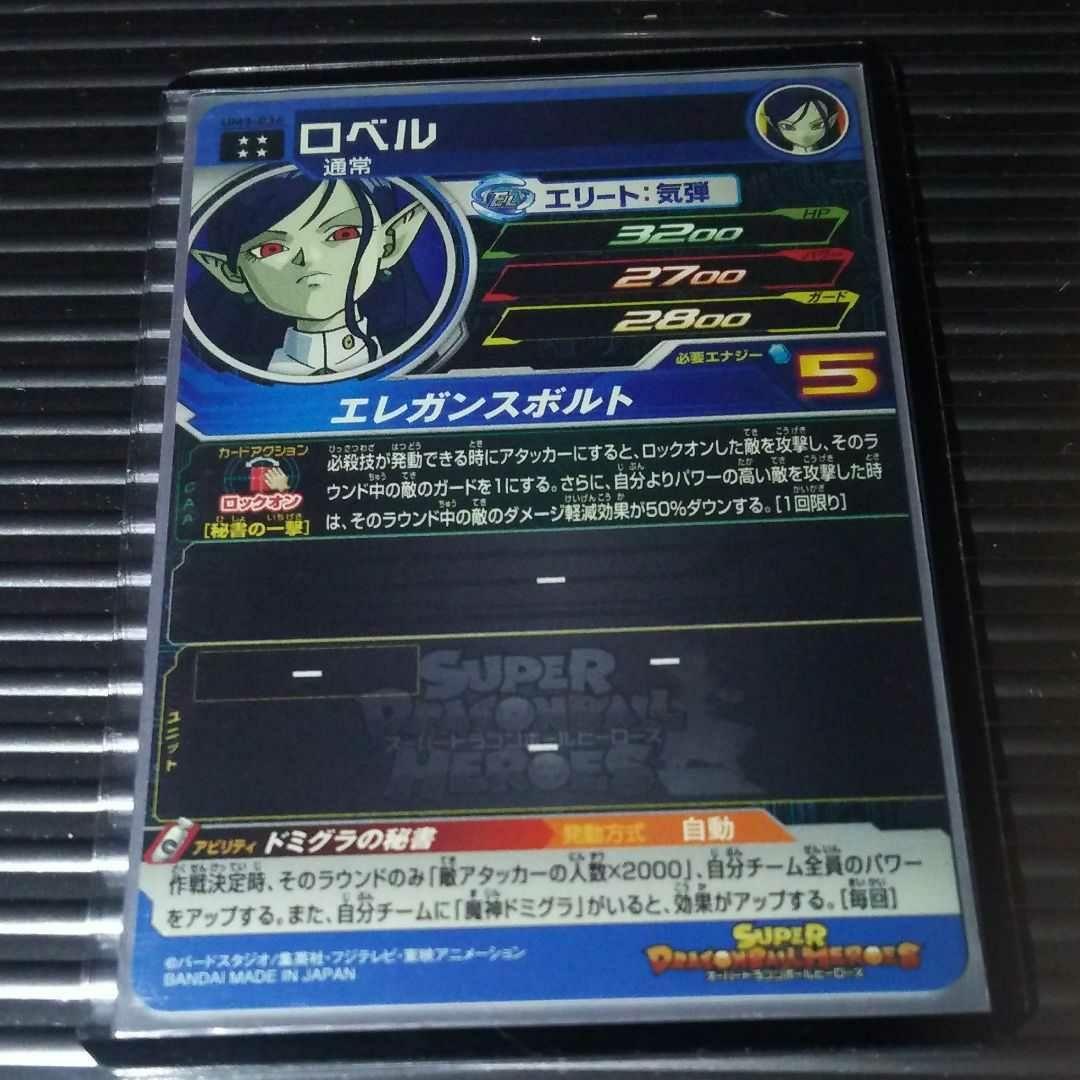 UM3-036
ロベル
通常
エリート:気弾
HP
3200
パワー
2700
ガード
2800
必要エナジー
5
エレガンスボルト
CAA
カードアクション
ロックオン
[秘書の一撃]
必殺技が発動できる時にアタッカーにすると、ロックオンした敵を攻撃し、そのラ
ウンド中の敵のガードを1にする。さらに、自分よりパワーの高い敵を攻撃した時
は、そのラウンド中の敵のダメージ軽減効果が50%ダウンする。[1回限り]
ー
ユニット
ー
ー
ー
SUPER
DRAGONBALL
スーパードラゴンボールヒーローズ
HEROES
アビリティ
ドミグラの秘書
発動方式
自動
作戦決定時、そのラウンドのみ「敵アタッカーの人数×2000」、自分チーム全員のパワー
をアップする。また、自分チームに「魔神ドミグラ」がいると、効果がアップする。[毎回]
©バードスタジオ/集英社・フジテレビ・東映アニメーション
BANDAI MADE IN JAPAN
SUPER
DRAGONBALL HEROES
スーパードラゴンボールヒーローズ